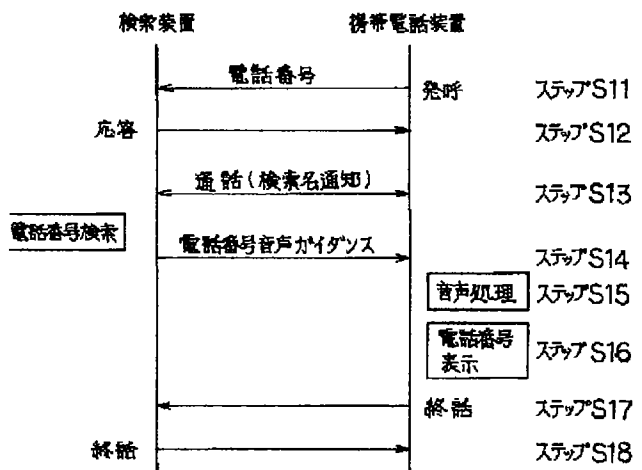 検索装置 携帯電話装置
電話番号 発呼 ステップS11
応答 ステップS12
通話(検索名通知) ステップS13
電話番号検索
電話番号音声ガイダンス ステップS14
音声処理 ステップS15
電話番号
表示 ステップS16
終話 ステップS17
終話 ステップS18